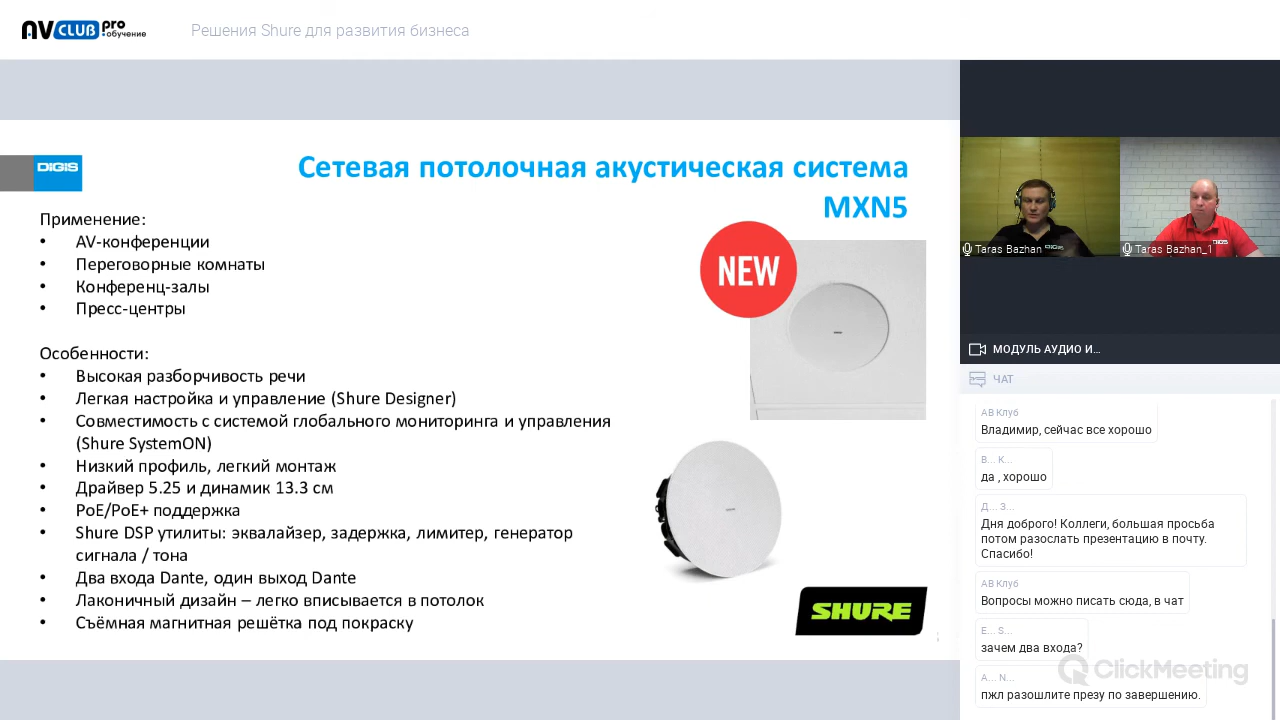 AVCLUB pro
•обучение
Решения Shure для развития бизнеса
DIGIS
Сетевая потолочная акустическая система
MXN5
NEW
Применение:
• AV-конференции
• Переговорные комнаты
• Конференц-залы
• Пресс-центры
Особенности:
• Высокая разборчивость речи
• Легкая настройка и управление (Shure Designer)
• Совместимость с системой глобального мониторинга и управления
(Shure SystemON)
• Низкий профиль, легкий монтаж
• Драйвер 5.25 и динамик 13.3 см
• PoE/PoE+ поддержка
• Shure DSP утилиты: эквалайзер, задержка, лимитер, генератор
сигнала / тона
• Два входа Dante, один выход Dante
• Лаконичный дизайн – легко вписывается в потолок
• Съёмная магнитная решётка под покраску
SHURE
Taras Bazhan
DIGIS
Taras Bazhan_1
DIGIS
МОДУЛЬ АУДИО И...
ЧАТ
АВ Клуб
Владимир, сейчас все хорошо
В... К...
да , хорошо
Д... З...
Дня доброго! Коллеги, большая просьба
потом разослать презентацию в почту.
Спасибо!
АВ Клуб
Вопросы можно писать сюда, в чат
E... S...
зачем два входа?
ClickMeeting
A... N...
пжл разошлите презу по завершению.